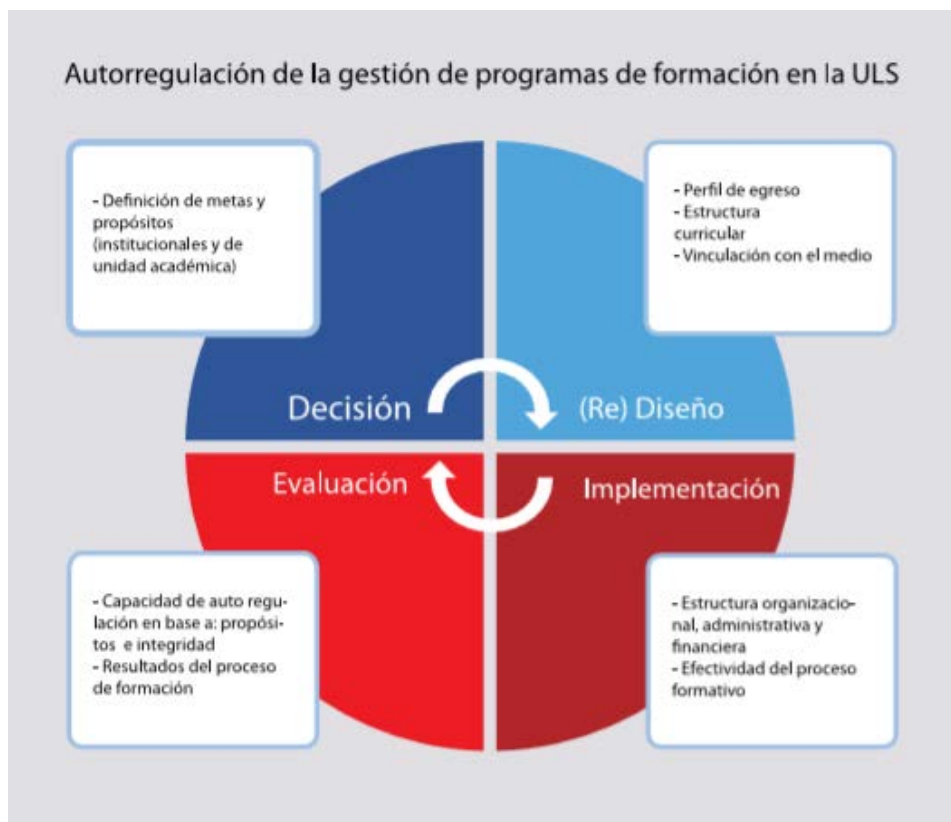 Autorregulación de la gestión de programas de formación en la ULS
- Definición de metas y
propósitos
(institucionales y de
unidad académica)
- Perfil de egreso
- Estructura
curricular
- Vinculación con el medio
Decisión
(Re) Diseño
Evaluación
Implementación
- Capacidad de auto regu-
lación en base a: propósi-
tos e integridad
- Resultados del proceso
de formación
- Estructura organizacio-
nal, administrativa y
financiera
- Efectividad del proceso
formativo